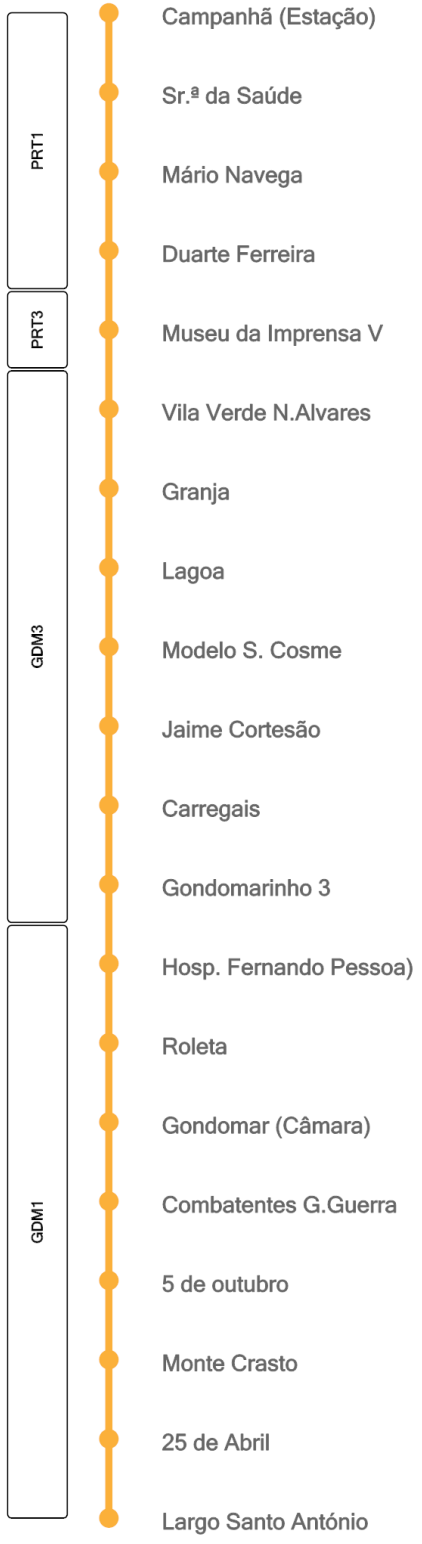 Campanhã (Estação)
Sr.ª da Saúde
Mário Navega
PRT1
Duarte Ferreira
Museu da Imprensa V
PRT3
Vila Verde N.Alvares
Granja
Lagoa
Modelo S. Cosme
GDM3
Jaime Cortesão
Carregais
Gondomarinho 3
Hosp. Fernando Pessoa)
Roleta
Gondomar (Câmara)
Combatentes G.Guerra
GDM1
5 de outubro
Monte Crasto
25 de Abril
Largo Santo António